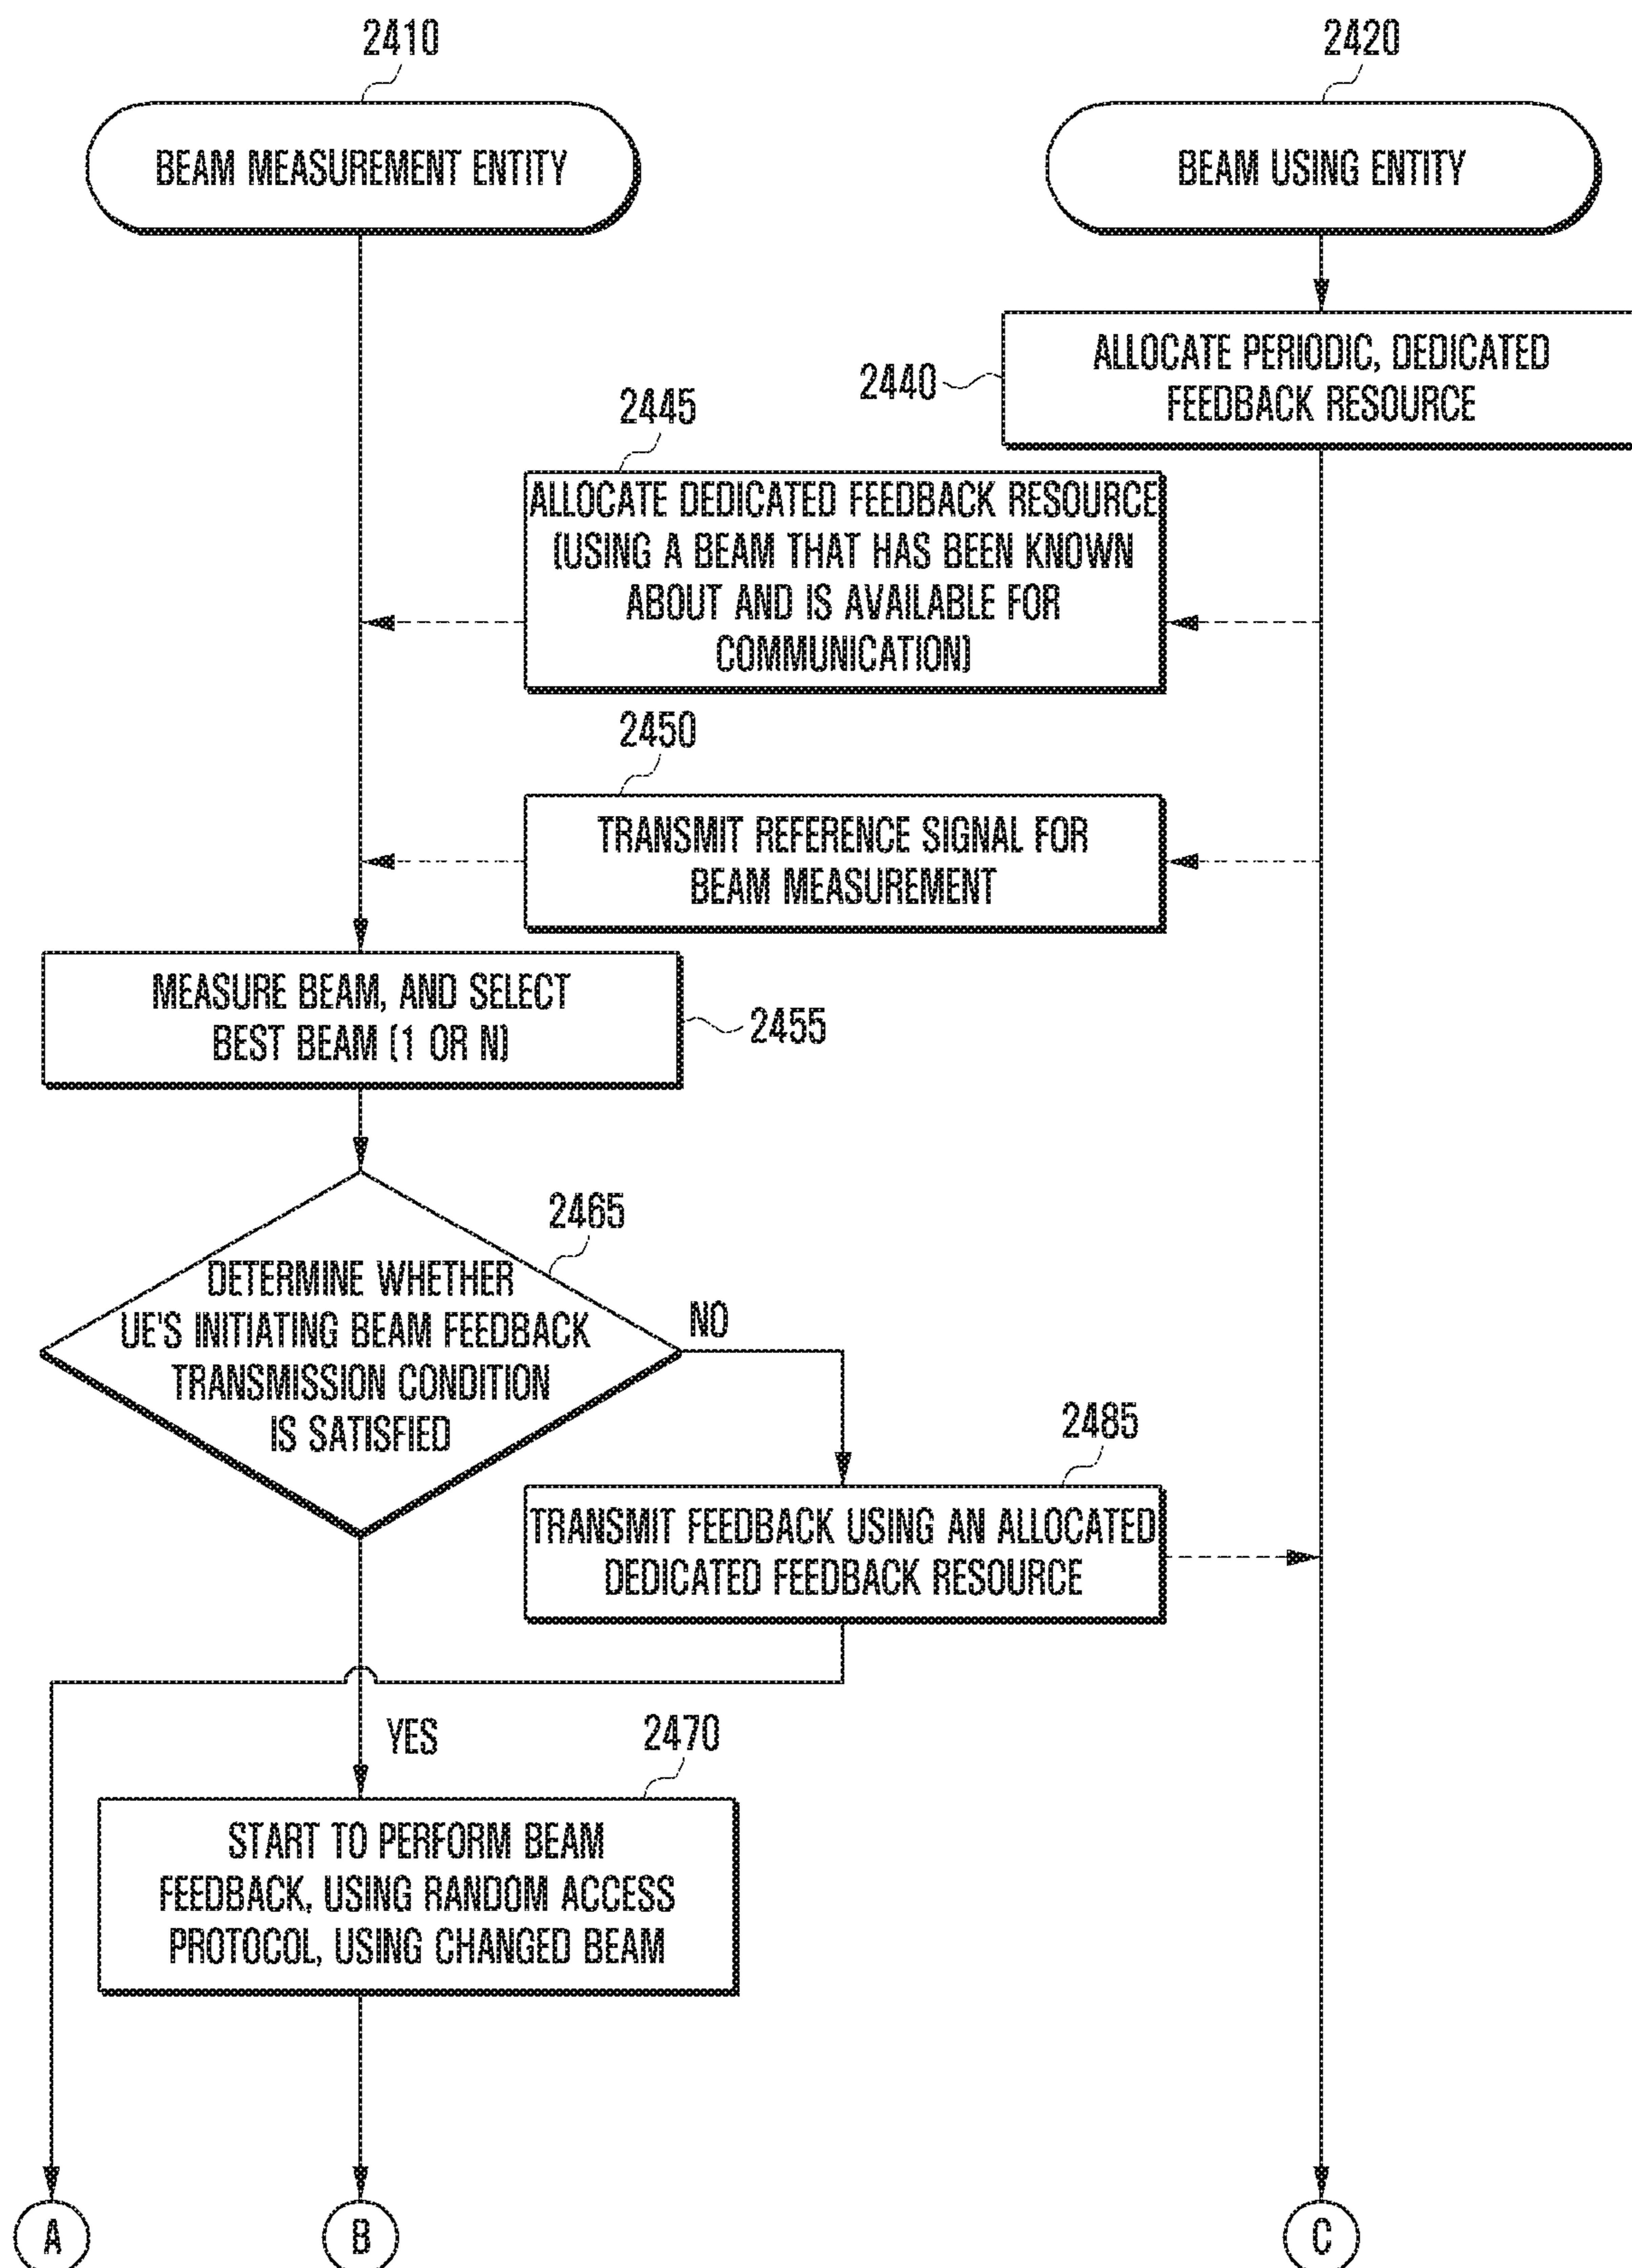 2410
2420
BEAM MEASUREMENT ENTITY
BEAM USING ENTITY
ALLOCATE PERIODIC, DEDICATED
FEEDBACK RESOURCE
2440
2445
ALLOCATE DEDICATED FEEDBACK RESOURCE
(USING A BEAM THAT HAS BEEN KNOWN
ABOUT AND IS AVAILABLE FOR
COMMUNICATION)
2450
TRANSMIT REFERENCE SIGNAL FOR
BEAM MEASUREMENT
MEASURE BEAM, AND SELECT
BEST BEAM (1 OR N)
2455
2465
DETERMINE WHETHER
UE'S INITIATING BEAM FEEDBACK
TRANSMISSION CONDITION
IS SATISFIED
NO
2485
TRANSMIT FEEDBACK USING AN ALLOCATED
DEDICATED FEEDBACK RESOURCE
YES
2470
START TO PERFORM BEAM
FEEDBACK, USING RANDOM ACCESS
PROTOCOL, USING CHANGED BEAM
A
B
C